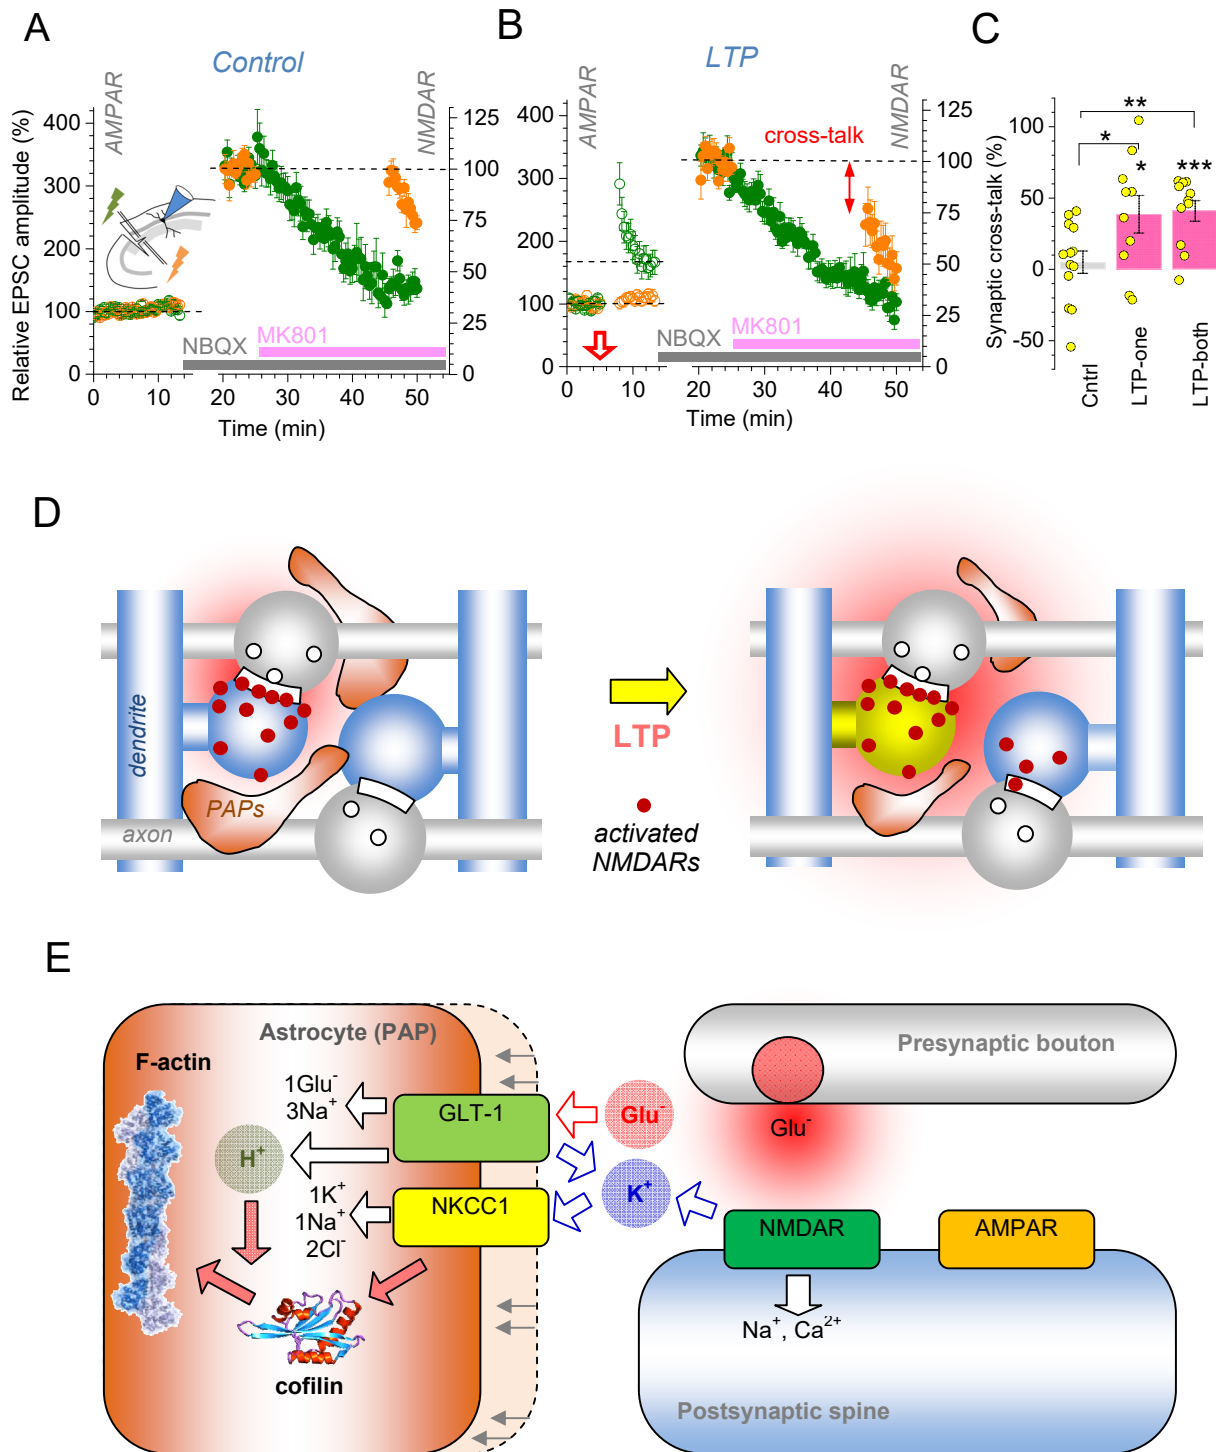 A
Control
AMPAR
NMDAR
Relative EPSC amplitude (%)
400
300
200
100
0
125
100
75
50
25
0
NBQX
MK801
0 10 20 30 40 50
Time (min)
B
LTP
AMPAR
NMDAR
cross-talk
400
300
200
100
0
125
100
75
50
25
0
NBQX
MK801
0 10 20 30 40 50
Time (min)
C
Synaptic cross-talk (%)
100
50
0
-50
**
*
*
***
Cntrl
LTP-one
LTP-both
D
dendrite
PAPs
axon
LTP
activated
NMDARs
E
Astrocyte (PAP)
F-actin
1Glu⁻
3Na⁺
GLT-1
Glu⁻
H⁺
1K⁺
1Na⁺
2Cl⁻
NKCC1
K⁺
cofilin
Presynaptic bouton
Glu⁻
NMDAR
AMPAR
Na⁺, Ca²⁺
Postsynaptic spine